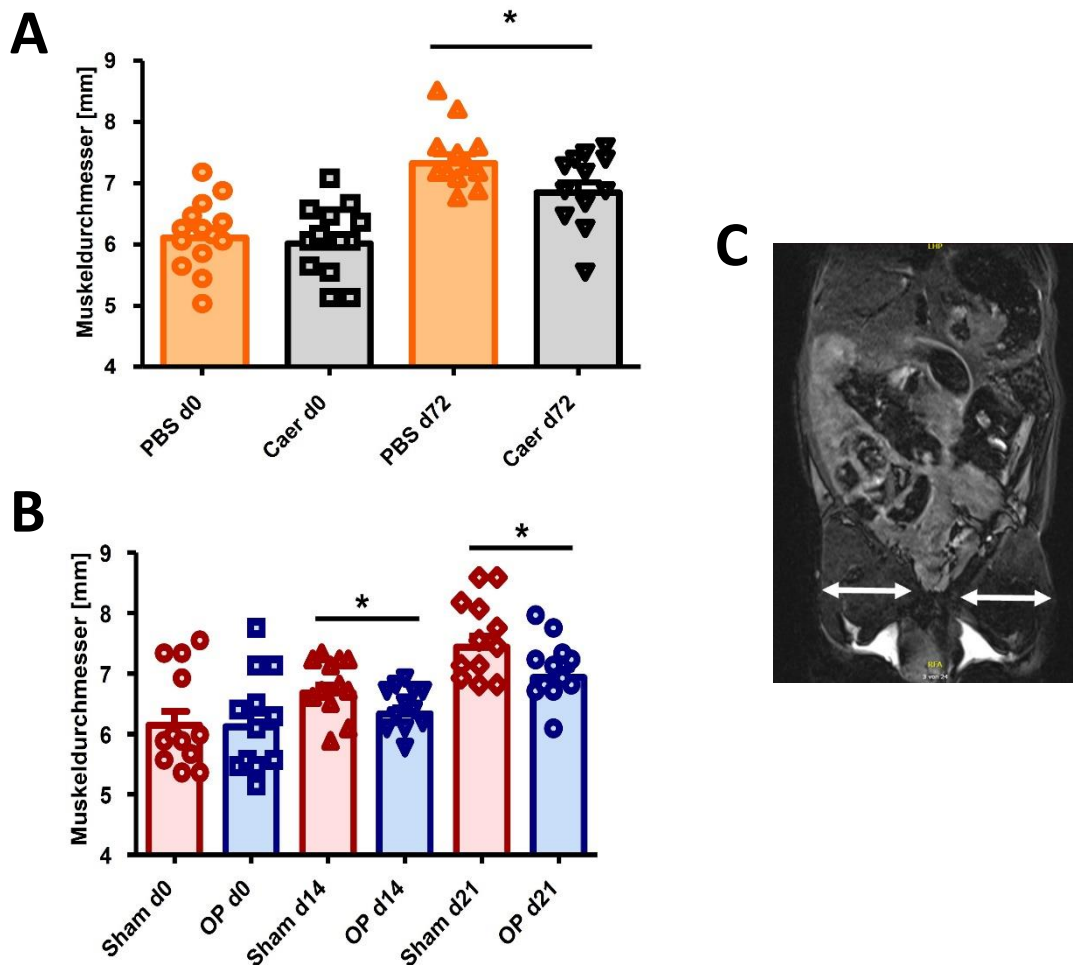 A
*
9
8
7
6
5
4
Muskeldurchmesser [mm]
PBS d0
Caer d0
PBS d72
Caer d72
B
*
*
9
8
7
6
5
4
Muskeldurchmesser [mm]
Sham d0
OP d0
Sham d14
OP d14
Sham d21
OP d21
C
LHP
RFA
3 von 24